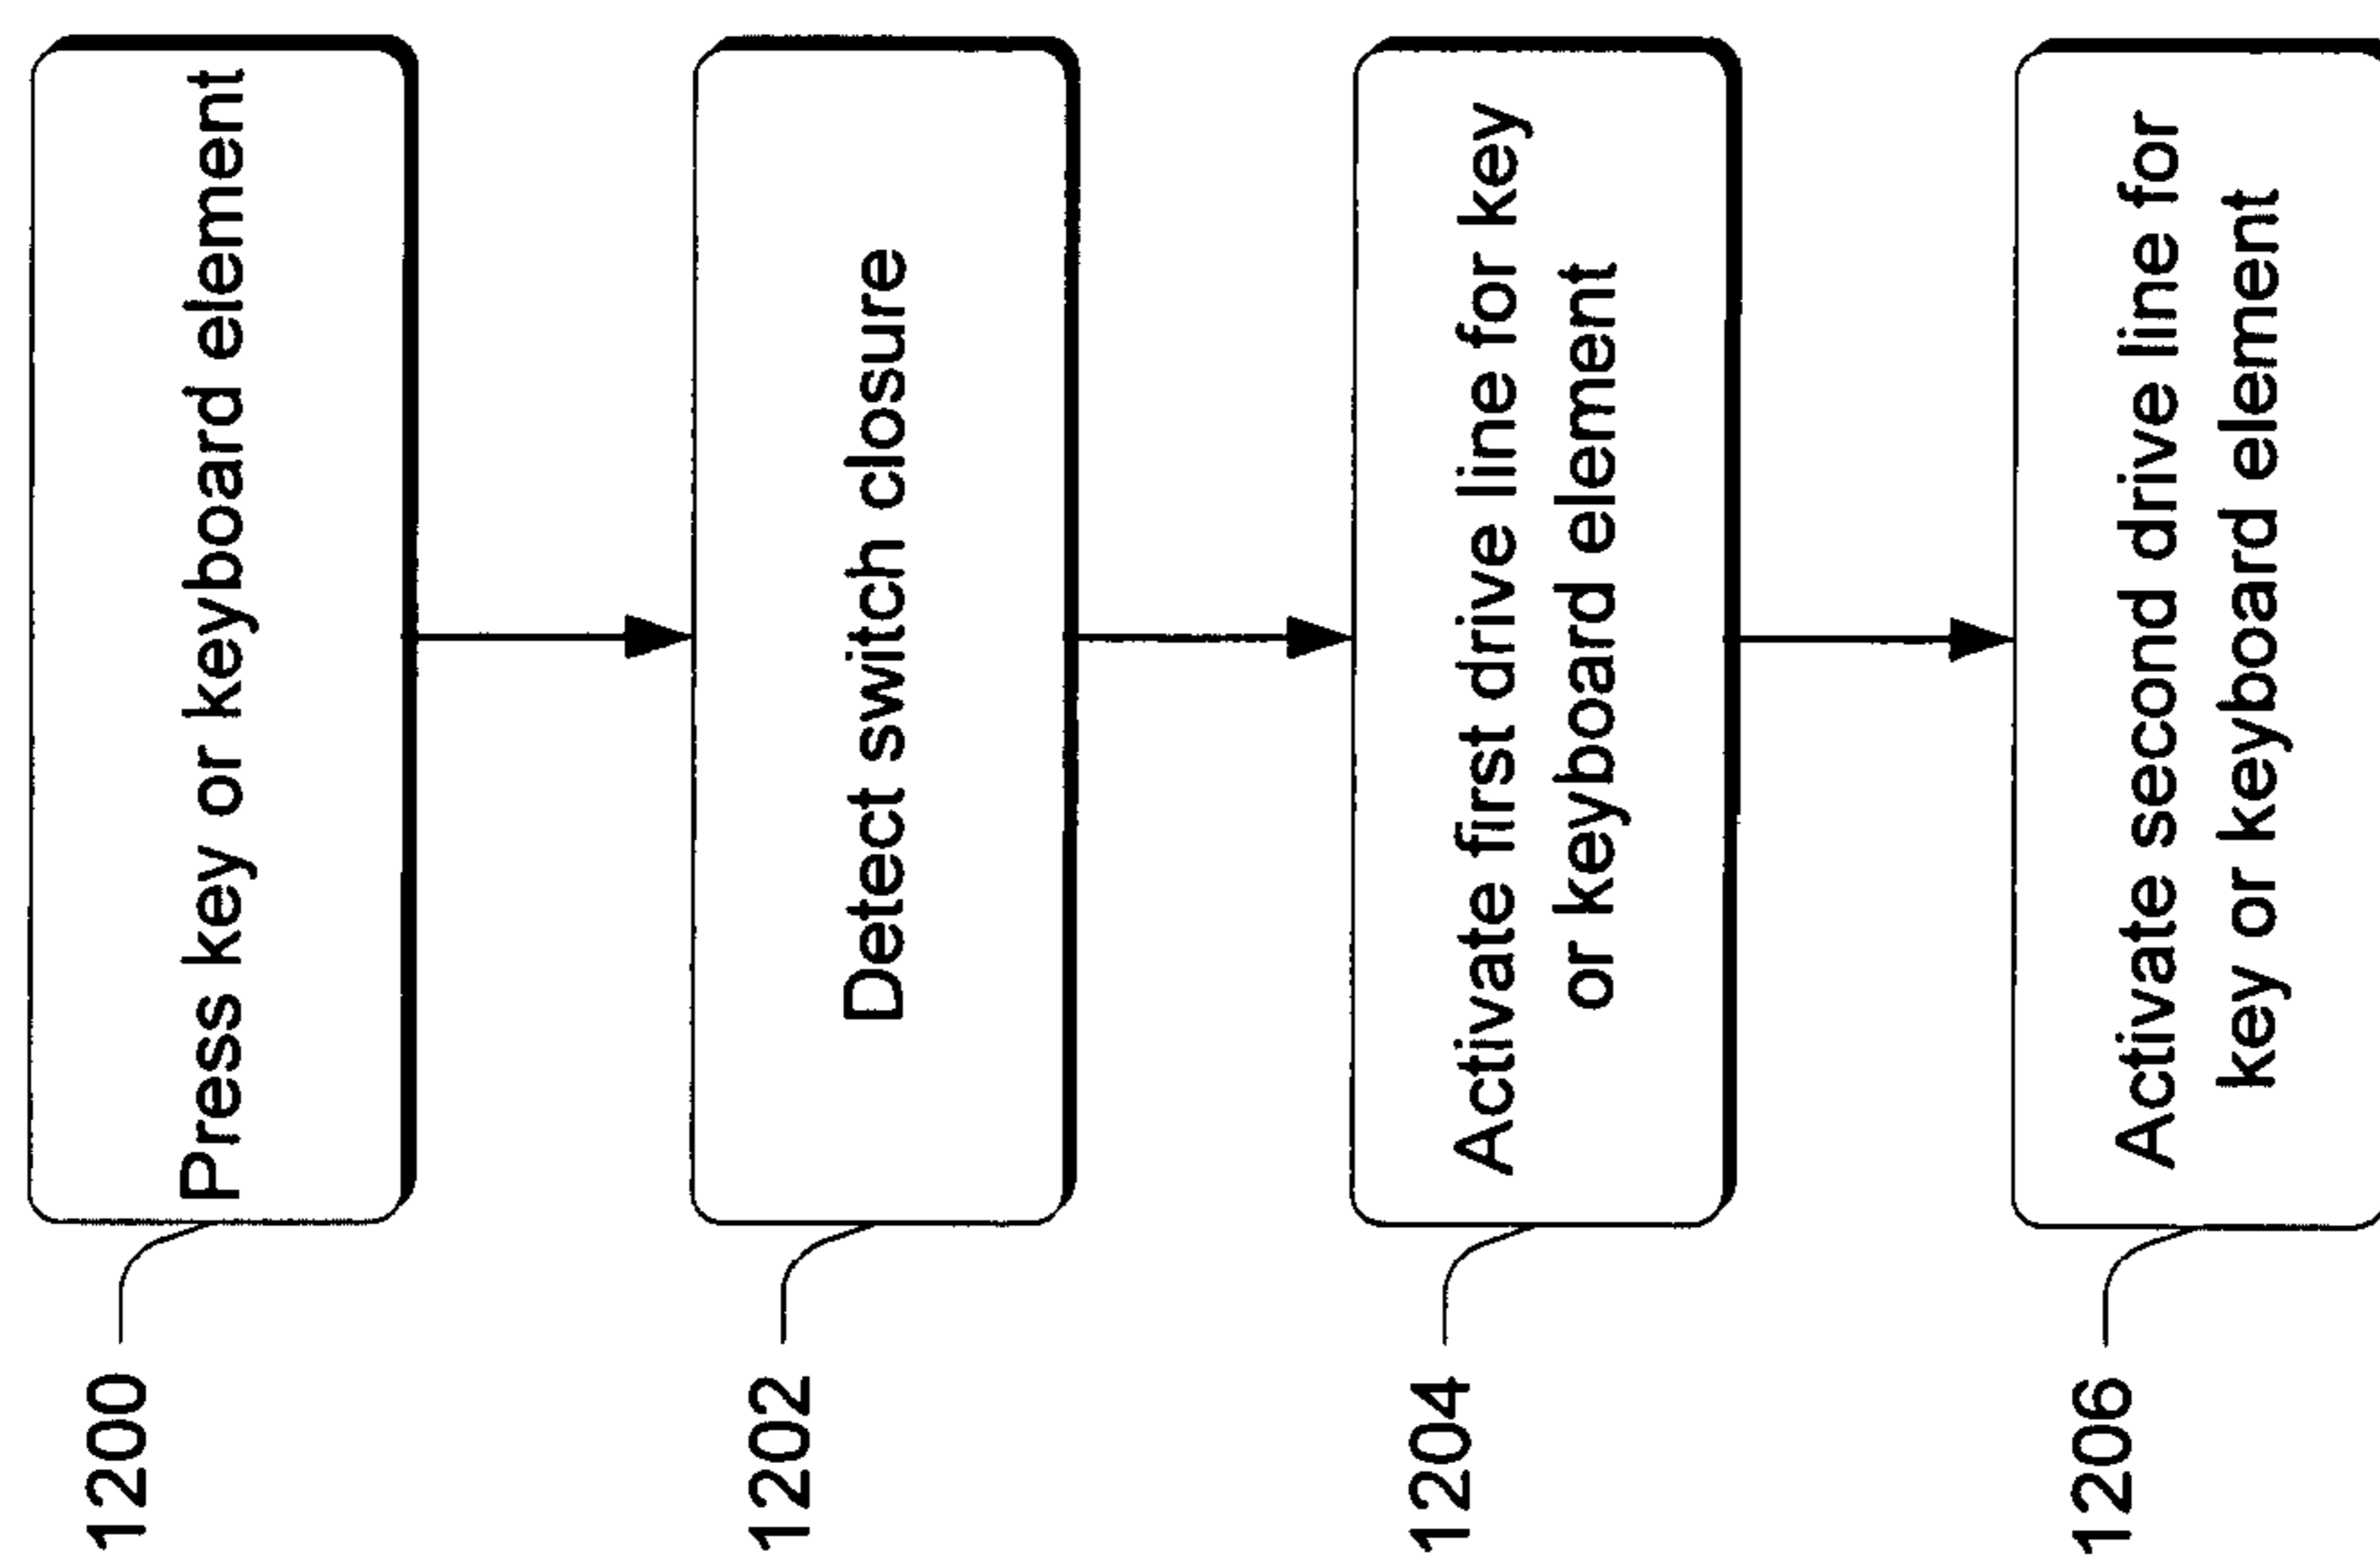 1200
Press key or keyboard element
1202
Detect switch closure
1204
Activate first drive line for key
or keyboard element
1206
Activate second drive line for
key or keyboard element